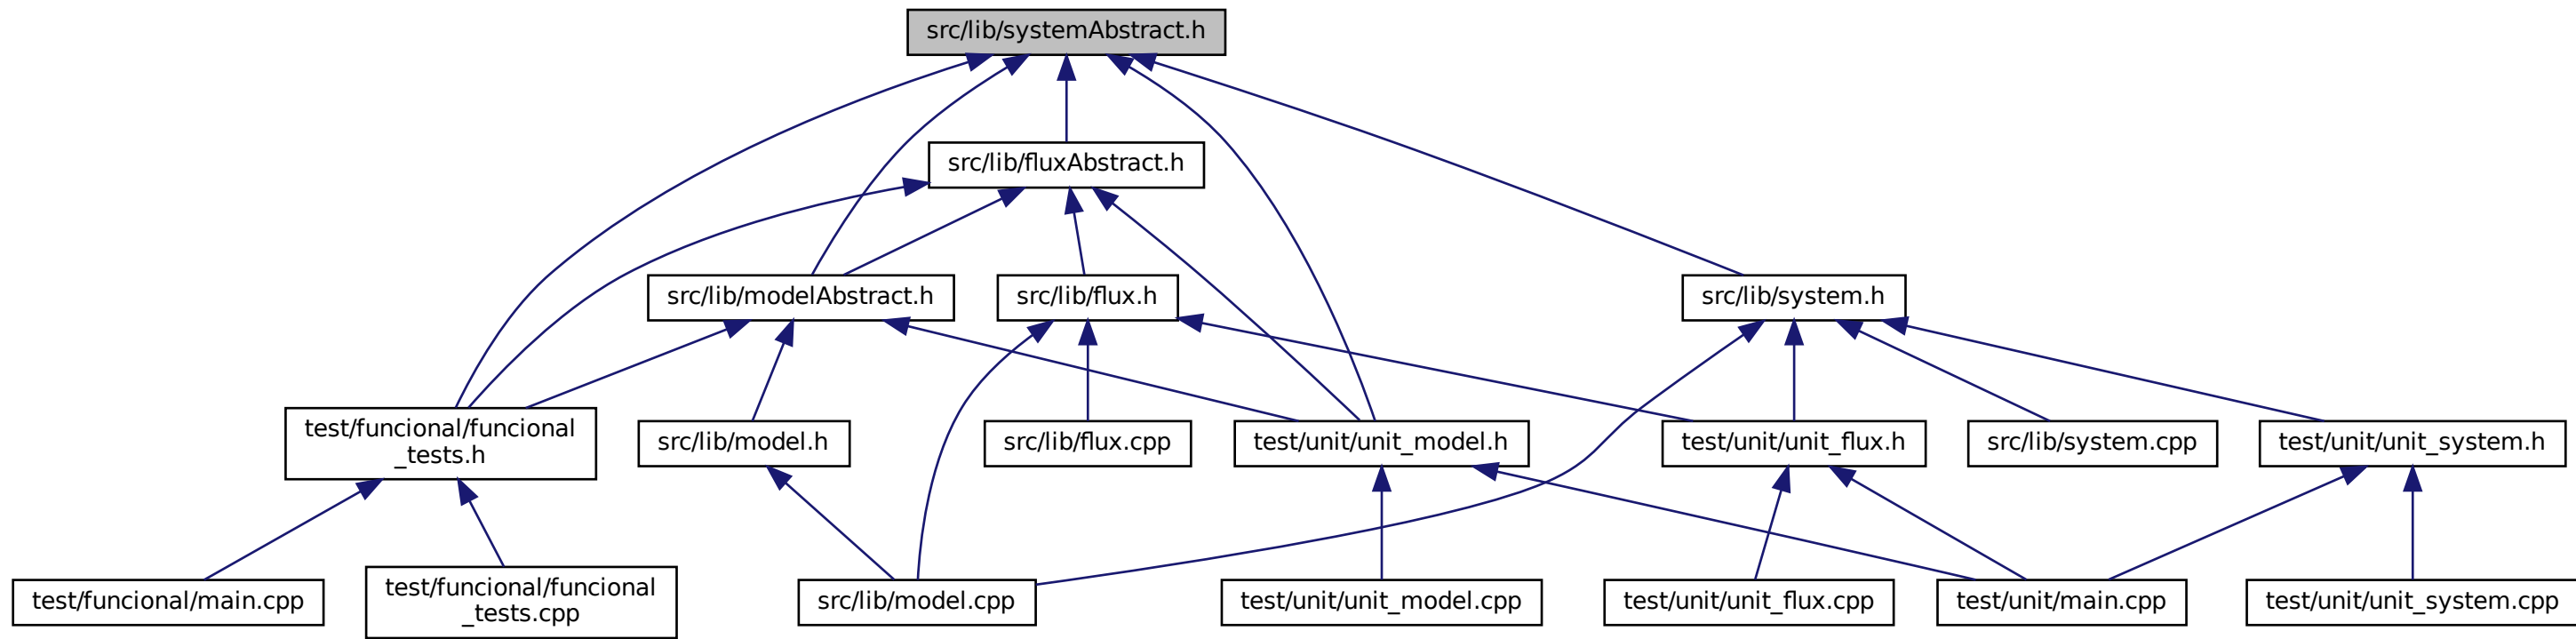 src/lib/systemAbstract.h
src/lib/fluxAbstract.h
src/lib/modelAbstract.h
src/lib/flux.h
src/lib/system.h
test/funcional/funcional
_tests.h
src/lib/model.h
src/lib/flux.cpp
test/unit/unit_model.h
test/unit/unit_flux.h
src/lib/system.cpp
test/unit/unit_system.h
test/funcional/main.cpp
test/funcional/funcional
_tests.cpp
src/lib/model.cpp
test/unit/unit_model.cpp
test/unit/unit_flux.cpp
test/unit/main.cpp
test/unit/unit_system.cpp